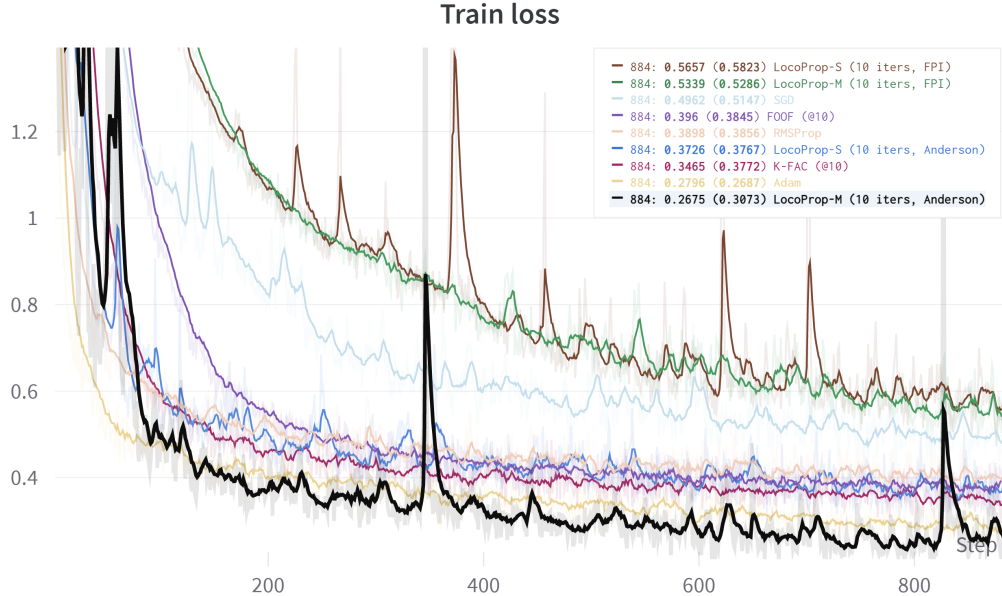 Train loss
884: 0.5657 (0.5823) LocoProp-S (10 iters, FPI)
884: 0.5339 (0.5286) LocoProp-M (10 iters, FPI)
884: 0.4962 (0.5147) SGD
884: 0.396 (0.3845) FOOF (@10)
884: 0.3898 (0.3856) RMSProp
884: 0.3726 (0.3767) LocoProp-S (10 iters, Anderson)
884: 0.3465 (0.3772) K-FAC (@10)
884: 0.2796 (0.2687) Adam
884: 0.2675 (0.3073) LocoProp-M (10 iters, Anderson)
1.2
1
0.8
0.6
0.4
Step
200 400 600 800